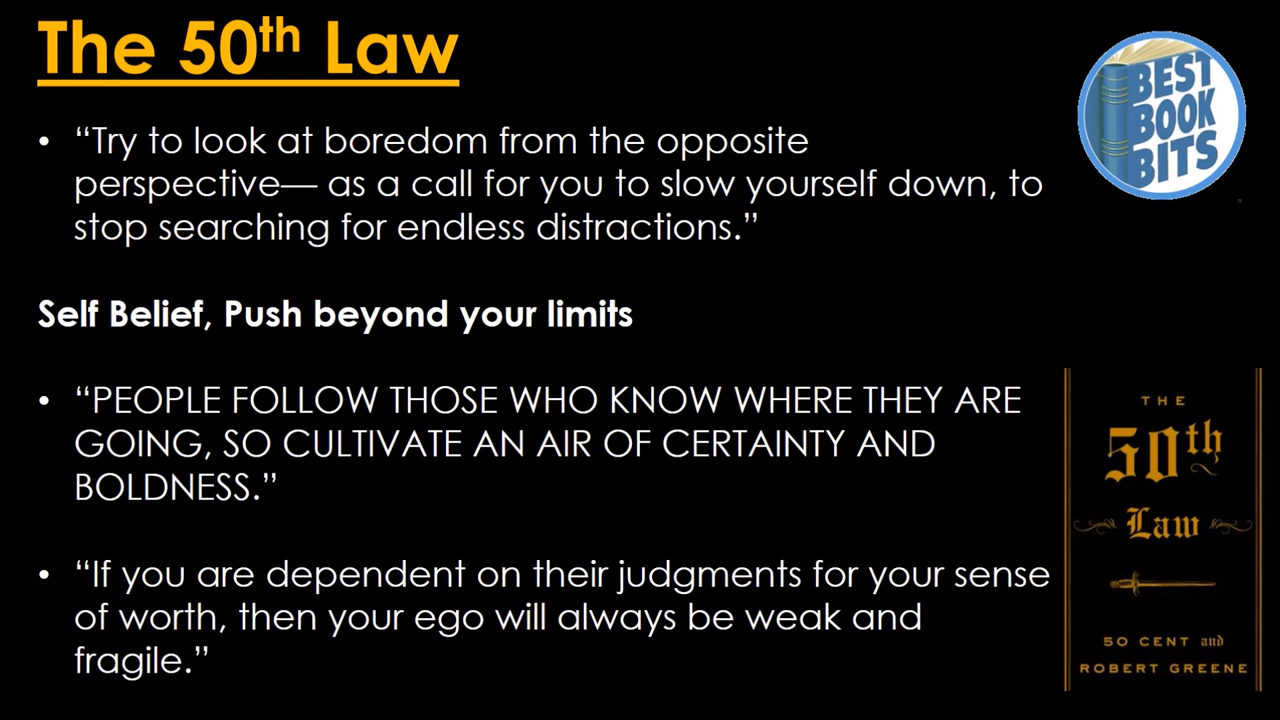 The 50th Law
BEST
BOOK
BITS
• “Try to look at boredom from the opposite
perspective— as a call for you to slow yourself down, to
stop searching for endless distractions.”
Self Belief, Push beyond your limits
• “PEOPLE FOLLOW THOSE WHO KNOW WHERE THEY ARE
GOING, SO CULTIVATE AN AIR OF CERTAINTY AND
BOLDNESS.”
• “If you are dependent on their judgments for your sense
of worth, then your ego will always be weak and
fragile.”
THE
50th
Law
50 CENT and
ROBERT GREENE